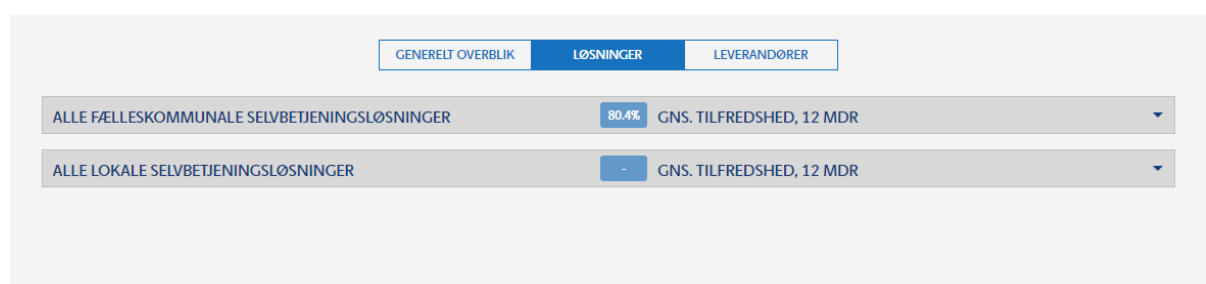 GENERELT OVERBLIK LØSNINGER LEVERANDØRER
ALLE FÆLLESKOMMUNALE SELVBETJENINGSLØSNINGER 80.4% GNS. TILFREDSHED, 12 MDR
ALLE LOKALE SELVBETJENINGSLØSNINGER - GNS. TILFREDSHED, 12 MDR